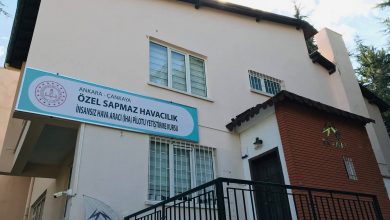 ANKARA - ÇANKAYA
ÖZEL SAPMAZ HAVACILIK
İNSANSIZ HAVA ARACI (İHA) PİLOTU YETİŞTİRME KURSU